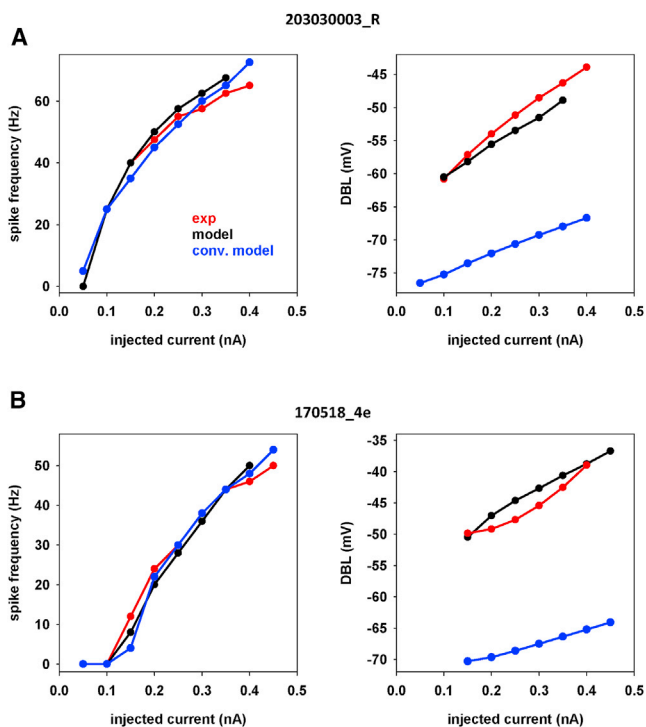 203030003_R
A
spike frequency (Hz)
60
40
20
0
0.0 0.1 0.2 0.3 0.4 0.5
injected current (nA)
exp
model
conv. model
DBL (mV)
-45
-50
-55
-60
-65
-70
-75
0.0 0.1 0.2 0.3 0.4 0.5
injected current (nA)
B
170518_4e
spike frequency (Hz)
50
40
30
20
10
0
0.0 0.1 0.2 0.3 0.4 0.5
injected current (nA)
DBL (mV)
-35
-40
-45
-50
-55
-60
-65
-70
0.0 0.1 0.2 0.3 0.4 0.5
injected current (nA)